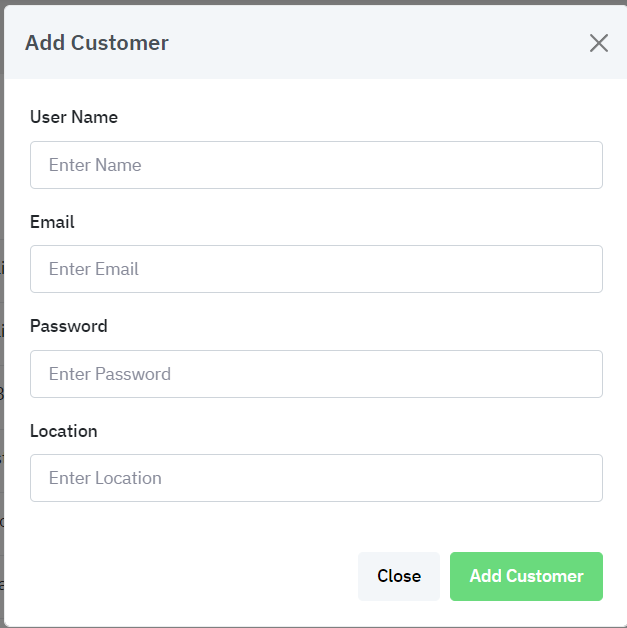 Add Customer
User Name
Enter Name
Email
Enter Email
Password
Enter Password
Location
Enter Location
Close
Add Customer